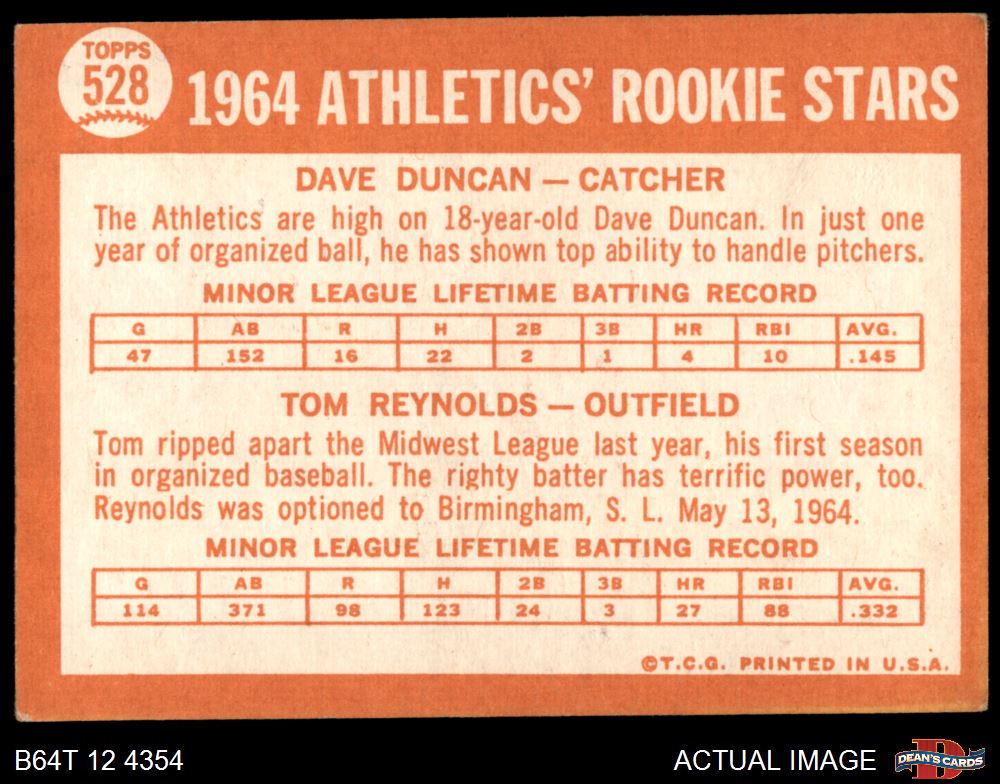 TOPPS
528
1964 ATHLETICS' ROOKIE STARS
DAVE DUNCAN — CATCHER
The Athletics are high on 18-year-old Dave Duncan. In just one
year of organized ball, he has shown top ability to handle pitchers.
MINOR LEAGUE LIFETIME BATTING RECORD
G AB R H 2B 3B HR RBI AVG.
47 152 16 22 2 1 4 10 .145
TOM REYNOLDS — OUTFIELD
Tom ripped apart the Midwest League last year, his first season
in organized baseball. The righty batter has terrific power, too.
Reynolds was optioned to Birmingham, S. L. May 13, 1964.
MINOR LEAGUE LIFETIME BATTING RECORD
G AB R H 2B 3B HR RBI AVG.
114 371 98 123 24 3 27 88 .332
©T.C.G. PRINTED IN U.S.A.
B64T 12 4354
ACTUAL IMAGE
DEAN'S CARDS